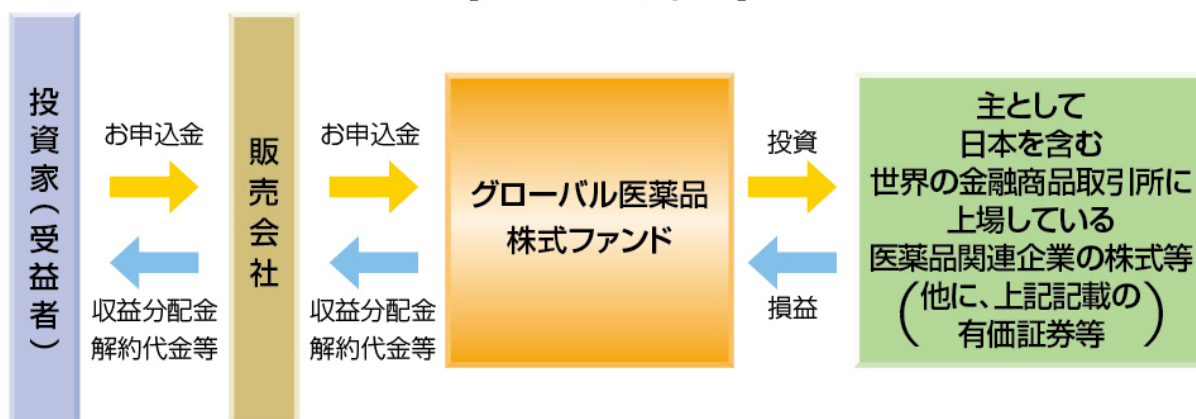 投資家（受益者）
お申込金
収益分配金
解約代金等
販売会社
お申込金
収益分配金
解約代金等
グローバル医薬品
株式ファンド
投資
損益
主として
日本を含む
世界の金融商品取引所に
上場している
医薬品関連企業の株式等
（他に、上記記載の
有価証券等）